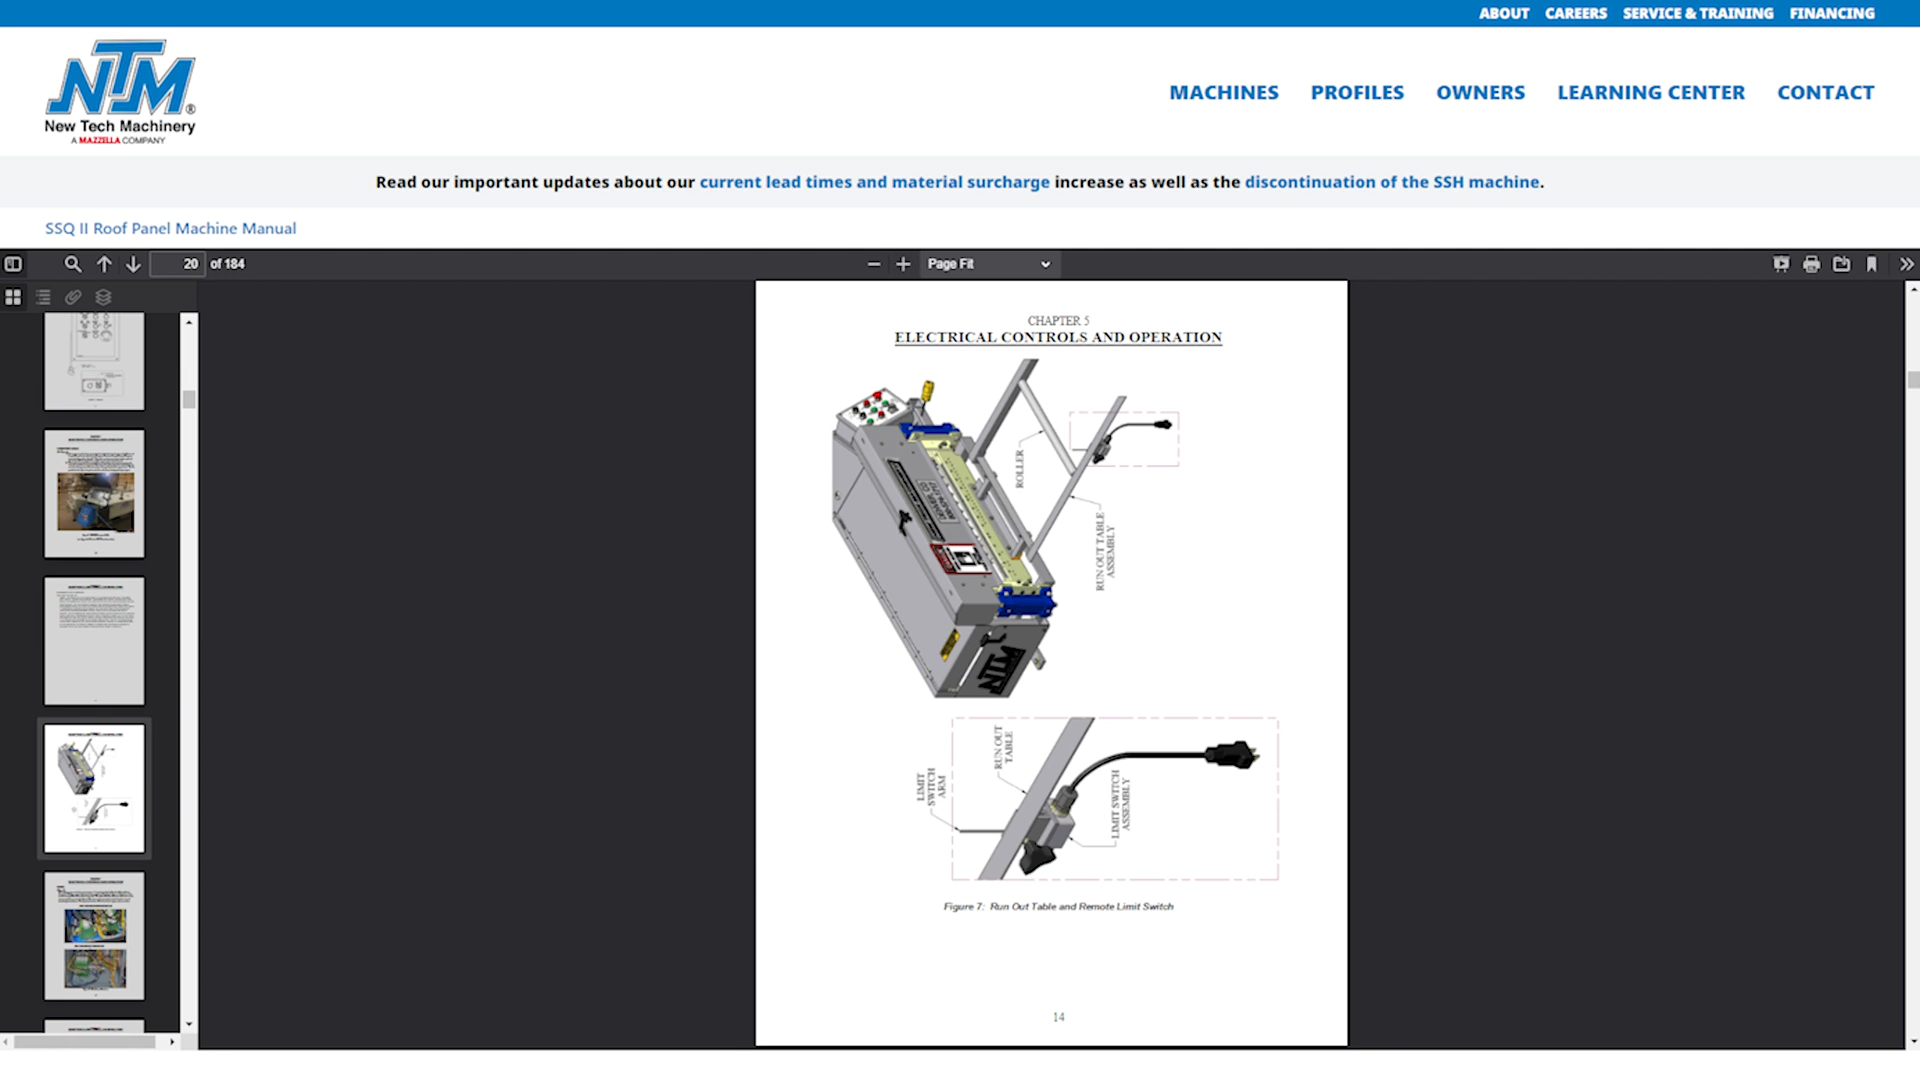 ABOUT CAREERS SERVICE & TRAINING FINANCING
NTM®
New Tech Machinery
A MAZZELLA COMPANY
MACHINES PROFILES OWNERS LEARNING CENTER CONTACT
Read our important updates about our current lead times and material surcharge increase as well as the discontinuation of the SSH machine.
SSQ II Roof Panel Machine Manual
20 of 184
Page Fit
CHAPTER 5
ELECTRICAL CONTROLS AND OPERATION
ROLLER
RUN OUT TABLE
ASSEMBLY
NTM
RUN OUT
TABLE
LIMIT
SWITCH
ARM
LIMIT SWITCH
ASSEMBLY
Figure 7: Run Out Table and Remote Limit Switch
14